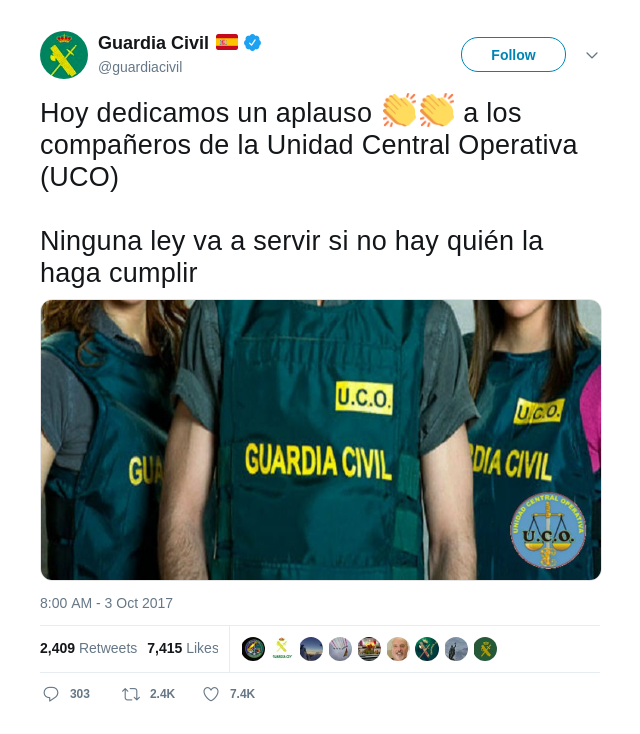 Guardia Civil
@guardiacivil
Follow
Hoy dedicamos un aplauso 👏👏 a los
compañeros de la Unidad Central Operativa
(UCO)
Ninguna ley va a servir si no hay quién la
haga cumplir
U.C.O.
U.C.O.
GUA
GUARDIA CIVIL
DIA CIVIL
UNIDAD CENTRAL OPERATIVA
U.C.O.
8:00 AM - 3 Oct 2017
2,409 Retweets 7,415 Likes
303 2.4K 7.4K